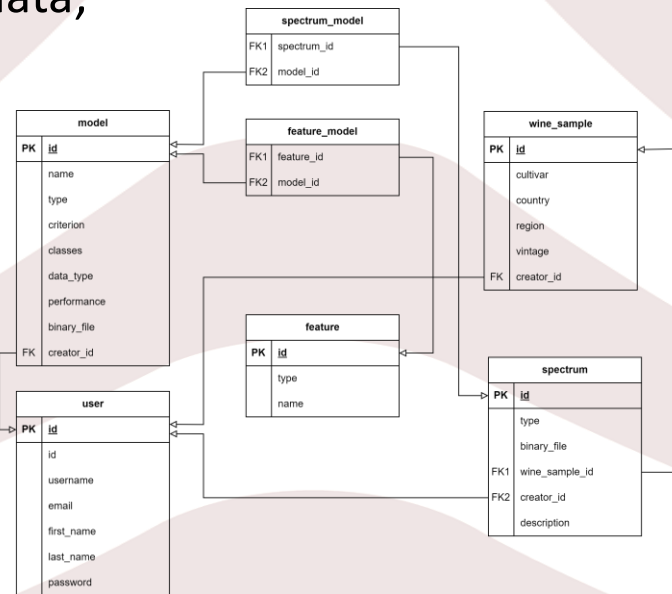 data;
spectrum_model
FK1 spectrum_id
FK2 model_id
model
PK id
name
type
criterion
classes
data_type
performance
binary_file
FK creator_id
feature_model
FK1 feature_id
FK2 model_id
wine_sample
PK id
cultivar
country
region
vintage
FK creator_id
feature
PK id
type
name
spectrum
PK id
type
binary_file
FK1 wine_sample_id
FK2 creator_id
description
user
PK id
id
username
email
first_name
last_name
password